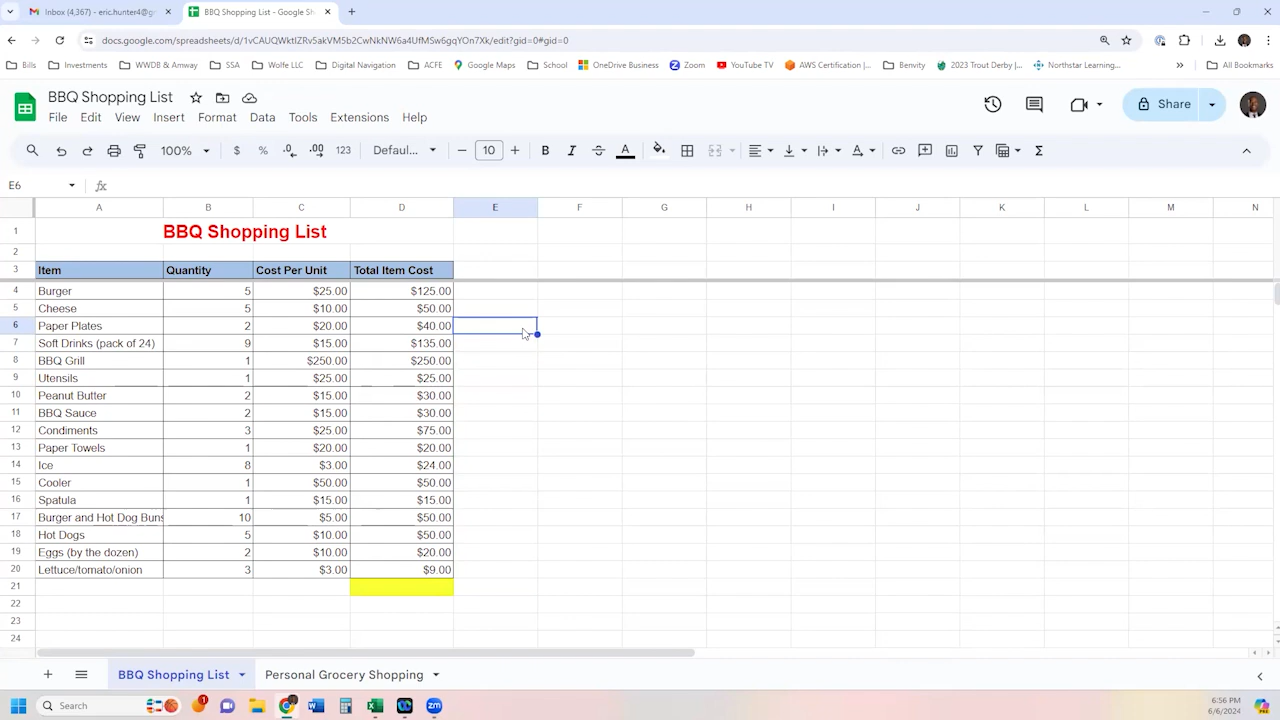 Inbox (4,367) - eric.hunter4@g
BBQ Shopping List - Google Sh
docs.google.com/spreadsheets/d/1vCAUQWktIZRv5akVM5b2CwNkNW6a4UfMSw6gqYOn7Xk/edit?gid=0#gid=0
Bills Investments WWDB & Amway SSA Wolfe LLC Digital Navigation ACFE Google Maps School OneDrive Business Zoom YouTube TV AWS Certification |... Benvity 2023 Trout Derby |... Northstar Learning... » All Bookmarks
BBQ Shopping List
Share
File Edit View Insert Format Data Tools Extensions Help
100% $ % .0 .00 123 Defaul... 10 B I S A Σ
E6 fx
A B C D E F G H I J K L M N
1 BBQ Shopping List
2
3 Item Quantity Cost Per Unit Total Item Cost
4 Burger 5 $25.00 $125.00
5 Cheese 5 $10.00 $50.00
6 Paper Plates 2 $20.00 $40.00
7 Soft Drinks (pack of 24) 9 $15.00 $135.00
8 BBQ Grill 1 $250.00 $250.00
9 Utensils 1 $25.00 $25.00
10 Peanut Butter 2 $15.00 $30.00
11 BBQ Sauce 2 $15.00 $30.00
12 Condiments 3 $25.00 $75.00
13 Paper Towels 1 $20.00 $20.00
14 Ice 8 $3.00 $24.00
15 Cooler 1 $50.00 $50.00
16 Spatula 1 $15.00 $15.00
17 Burger and Hot Dog Buns 10 $5.00 $50.00
18 Hot Dogs 5 $10.00 $50.00
19 Eggs (by the dozen) 2 $10.00 $20.00
20 Lettuce/tomato/onion 3 $3.00 $9.00
21
22
23
24
BBQ Shopping List Personal Grocery Shopping
Search
6:56 PM
6/6/2024